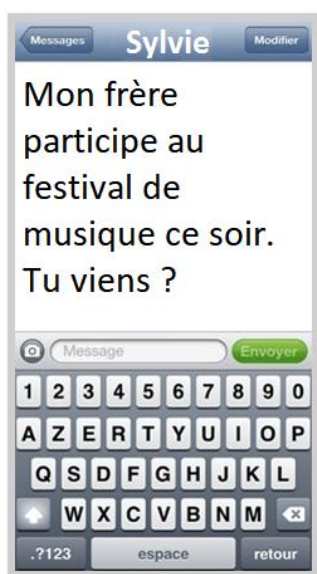 Messages Sylvie Modifier
Mon frère
participe au
festival de
musique ce soir.
Tu viens ?
Message Envoyer
1 2 3 4 5 6 7 8 9 0
A Z E R T Y U I O P
Q S D F G H J K L
W X C V B N M
.?123 espace retour